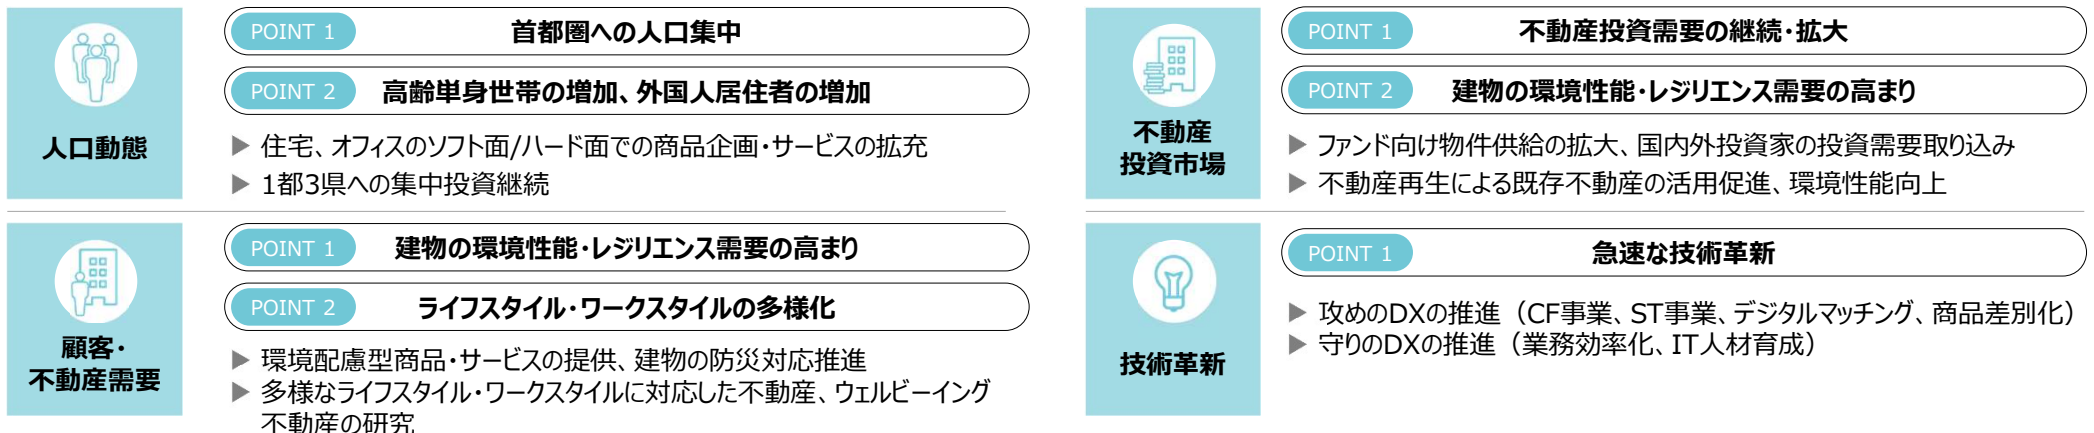 人口動態
POINT 1 首都圏への人口集中
POINT 2 高齢単身世帯の増加、外国人居住者の増加
▶ 住宅、オフィスのソフト面/ハード面での商品企画・サービスの拡充
▶ 1都3県への集中投資継続
顧客・
不動産需要
POINT 1 建物の環境性能・レジリエンス需要の高まり
POINT 2 ライフスタイル・ワークスタイルの多様化
▶ 環境配慮型商品・サービスの提供、建物の防災対応推進
▶ 多様なライフスタイル・ワークスタイルに対応した不動産、ウェルビーイング
不動産の研究
不動産
投資市場
POINT 1 不動産投資需要の継続・拡大
POINT 2 建物の環境性能・レジリエンス需要の高まり
▶ ファンド向け物件供給の拡大、国内外投資家の投資需要取り込み
▶ 不動産再生による既存不動産の活用促進、環境性能向上
技術革新
POINT 1 急速な技術革新
▶ 攻めのDXの推進（CF事業、ST事業、デジタルマッチング、商品差別化）
▶ 守りのDXの推進（業務効率化、IT人材育成）